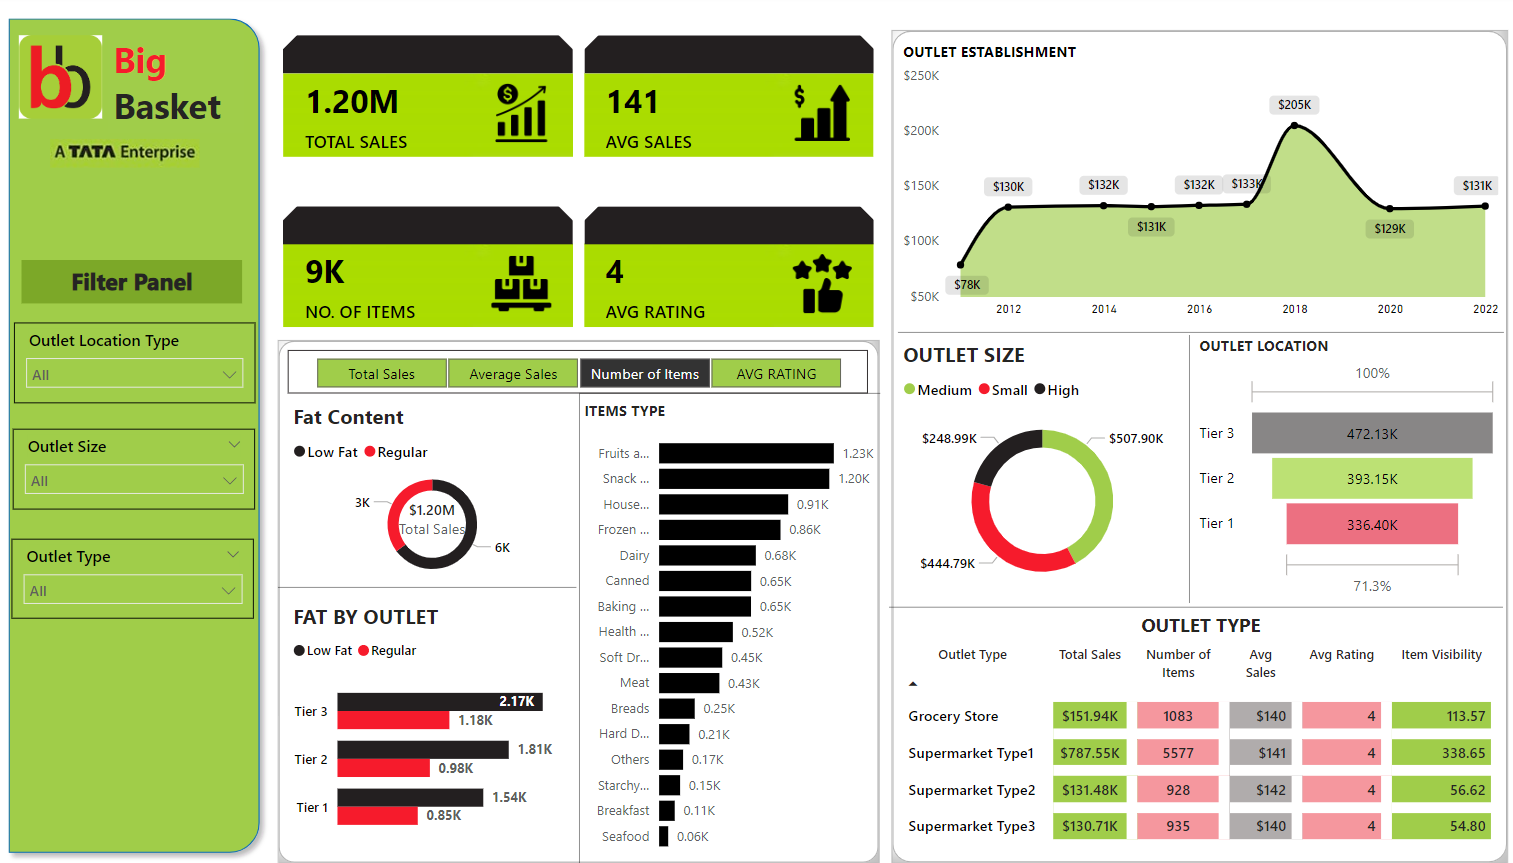 Big
Basket
A TATA Enterprise
Filter Panel
Outlet Location Type
All
Outlet Size
All
Outlet Type
All
1.20M
TOTAL SALES
141
AVG SALES
9K
NO. OF ITEMS
4
AVG RATING
Total Sales
Average Sales
Number of Items
AVG RATING
Fat Content
Low Fat
Regular
3K
$1.20M
Total Sales
6K
FAT BY OUTLET
Low Fat
Regular
Tier 3
2.17K
1.18K
Tier 2
1.81K
0.98K
Tier 1
1.54K
0.85K
ITEMS TYPE
Fruits a... 1.23K
Snack ... 1.20K
House... 0.91K
Frozen ... 0.86K
Dairy 0.68K
Canned 0.65K
Baking ... 0.65K
Health ... 0.52K
Soft Dr... 0.45K
Meat 0.43K
Breads 0.25K
Hard D... 0.21K
Others 0.17K
Starchy... 0.15K
Breakfast 0.11K
Seafood 0.06K
OUTLET ESTABLISHMENT
$250K
$200K
$150K
$100K
$50K
$78K
$130K
$132K
$131K
$132K
$133K
$205K
$129K
$131K
2012
2014
2016
2018
2020
2022
OUTLET SIZE
Medium
Small
High
$248.99K
$507.90K
$444.79K
OUTLET LOCATION
100%
Tier 3 472.13K
Tier 2 393.15K
Tier 1 336.40K
71.3%
OUTLET TYPE
Outlet Type Total Sales Number of Items Avg Sales Avg Rating Item Visibility
Grocery Store $151.94K 1083 $140 4 113.57
Supermarket Type1 $787.55K 5577 $141 4 338.65
Supermarket Type2 $131.48K 928 $142 4 56.62
Supermarket Type3 $130.71K 935 $140 4 54.80